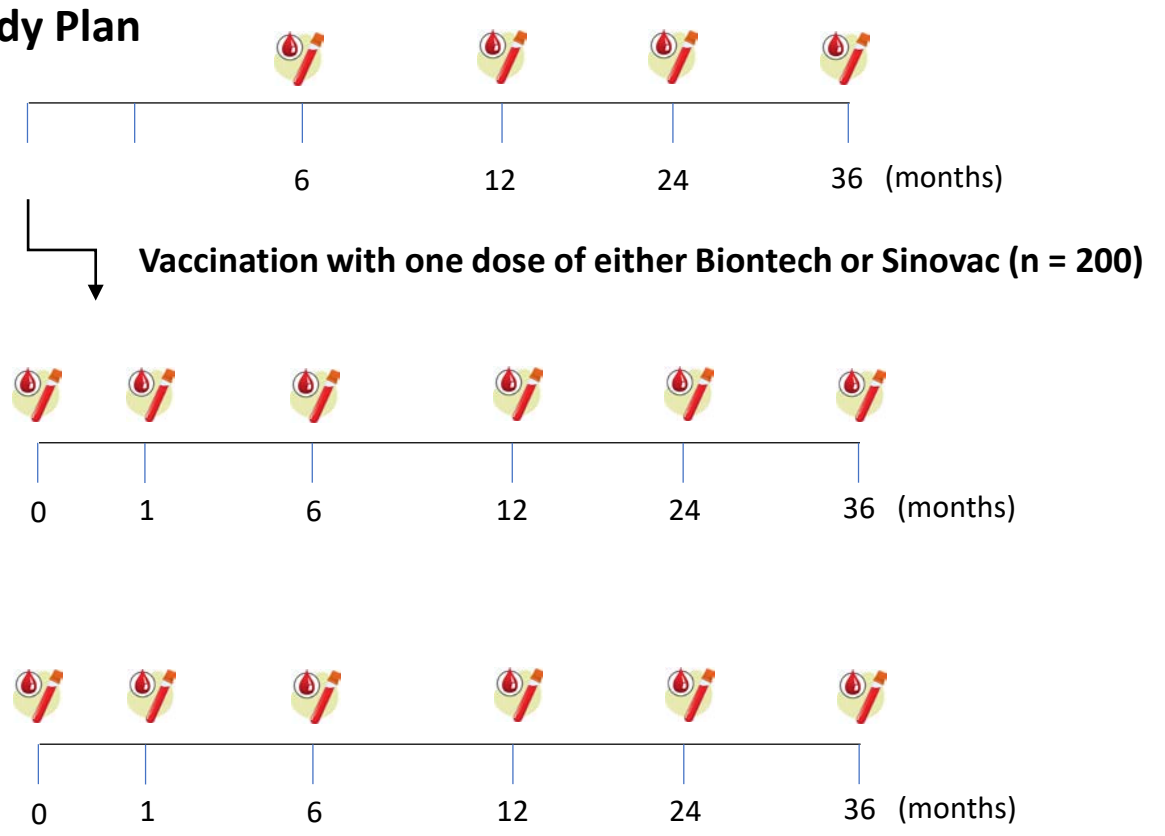 dy Plan
6 12 24 36 (months)
Vaccination with one dose of either Biontech or Sinovac (n = 200)
0 1 6 12 24 36 (months)
0 1 6 12 24 36 (months)